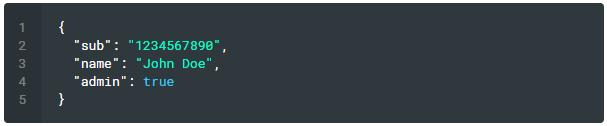 1 {
2 "sub": "1234567890",
3 "name": "John Doe",
4 "admin": true
5 }